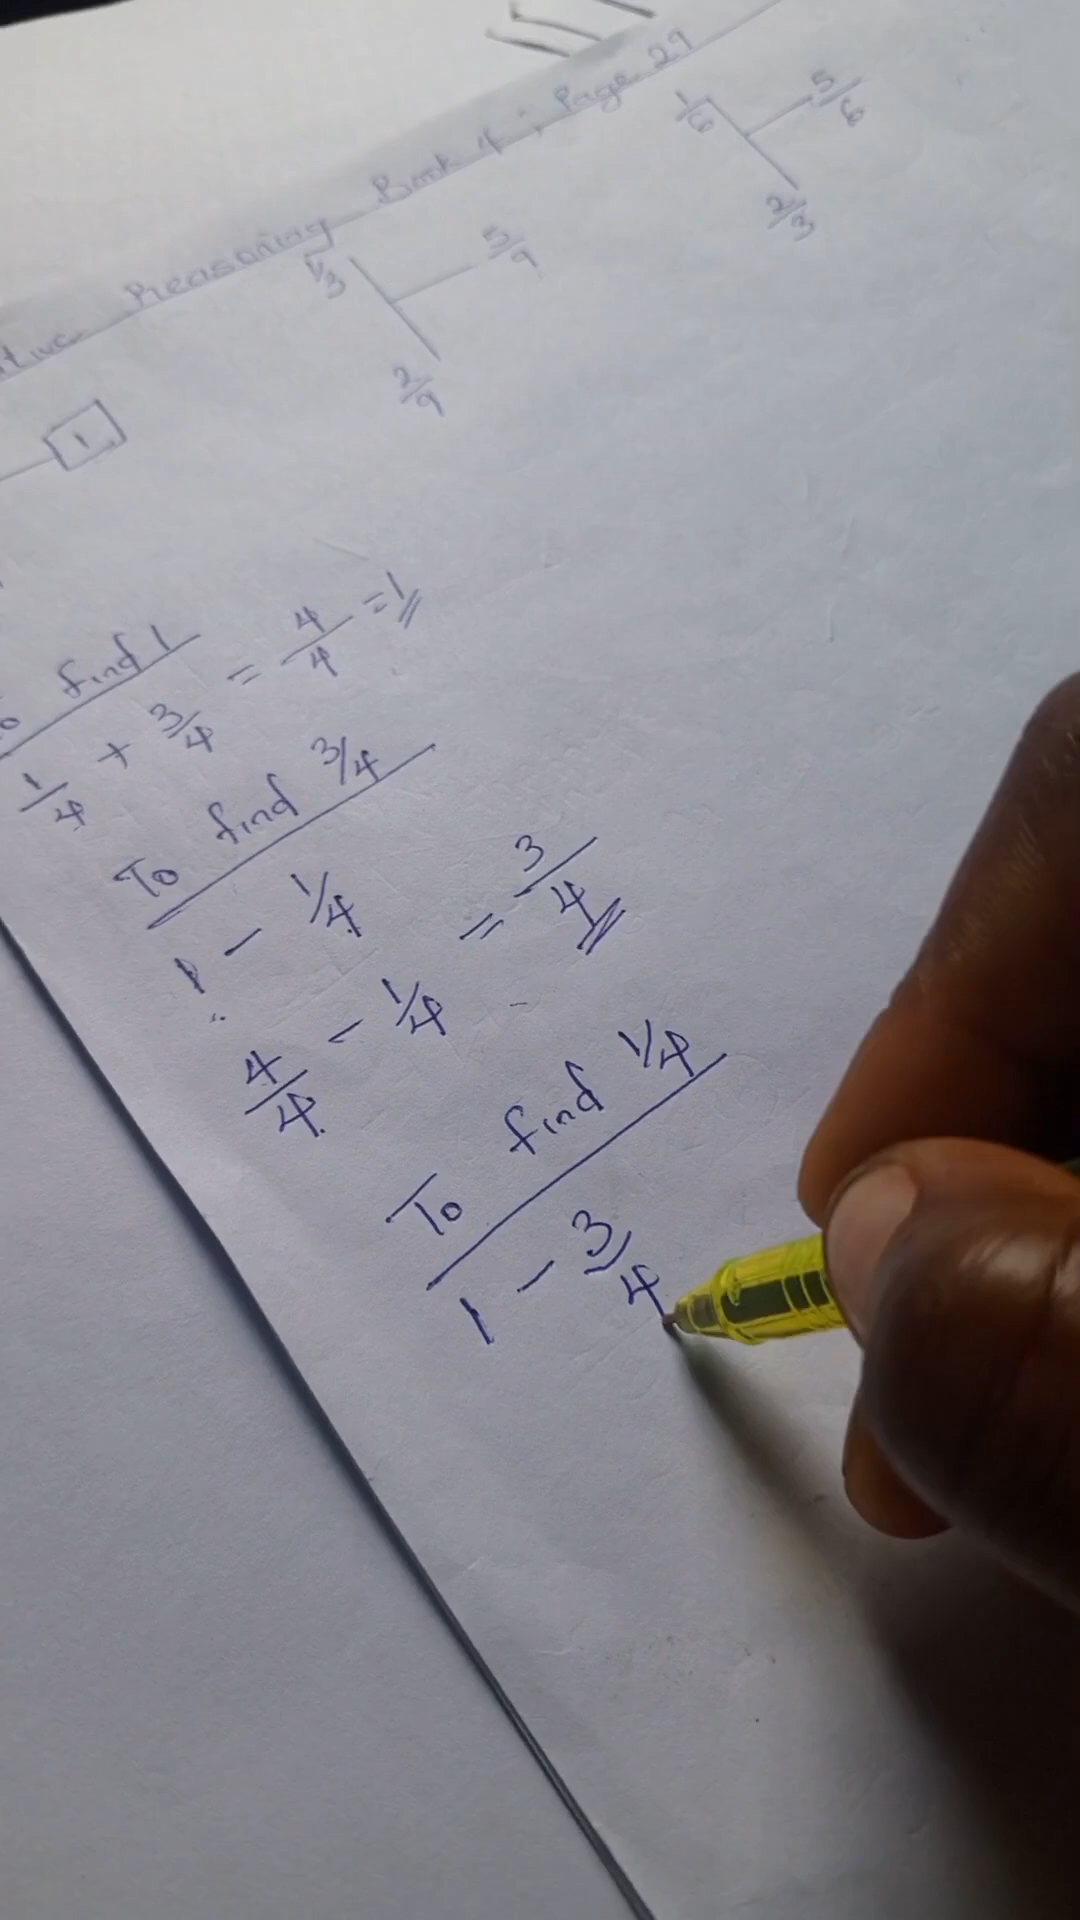 Reasoning Book 4; Page 29
1/3 5/9
2/9
1/6 5/6
2/3
1
find 1
1/4 + 3/4 = 4/4 = 1
To find 3/4
1 - 1/4
4/4 - 1/4 = 3/4
To find 1/4
1 - 3/4